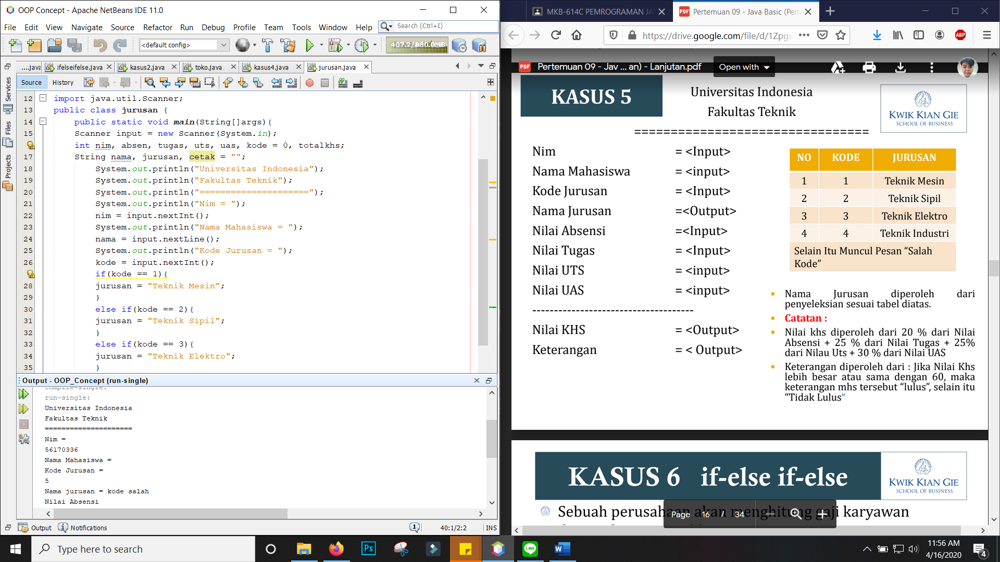 OOP Concept - Apache NetBeans IDE 11.0
File Edit View Navigate Source Refactor Run Debug Profile Team Tools Window Help
Search (Ctrl+I)
<default config>
407.2/880.0MB
....java ifelseifelse.java kasus2.java toko.java kasus4.java jurusan.java
Source History
Services
Files
Projects
12 import java.util.Scanner;
13 public class jurusan {
14 public static void main(String[]args){
15 Scanner input = new Scanner(System.in);
int nim, absen, tugas, uts, uas, kode = 0, totalkhs;
17 String nama, jurusan, cetak = "";
18 System.out.println("Universitas Indonesia");
19 System.out.println("Fakultas Teknik");
20 System.out.println("=====================");
21 System.out.println("Nim = ");
22 nim = input.nextInt();
23 System.out.println("Nama Mahasiswa = ");
24 nama = input.nextLine();
25 System.out.println("Kode Jurusan = ");
26 kode = input.nextInt();
if(kode == 1){
28 jurusan = "Teknik Mesin";
29 }
30 else if(kode == 2){
31 jurusan = "Teknik Sipil";
32 }
33 else if(kode == 3){
34 jurusan = "Teknik Elektro";
35 }
Output - OOP_Concept (run-single)
compile-single:
run-single:
Universitas Indonesia
Fakultas Teknik
=====================
Nim =
56170336
Nama Mahasiswa =
Kode Jurusan =
5
Nama jurusan = kode salah
Nilai Absensi
Output Notifications 1 40:1/2:2 INS
MKB-614C PEMROGRAMAN JA
PDF Pertemuan 09 - Java Basic (Pem
https://drive.google.com/file/d/1Zpgw
ABP
PDF Pertemuan 09 - Jav ... an) - Lanjutan.pdf Open with
KASUS 5
Universitas Indonesia
Fakultas Teknik
================================
KWIK KIAN GIE
SCHOOL OF BUSINESS
Nim = <Input>
Nama Mahasiswa = <input>
Kode Jurusan = <Input>
Nama Jurusan =<Output>
Nilai Absensi =<Input>
Nilai Tugas = <Input>
Nilai UTS = <input>
Nilai UAS = <input>
-------------------------------------
Nilai KHS = <Output>
Keterangan = < Output>
NO KODE JURUSAN
1 1 Teknik Mesin
2 2 Teknik Sipil
3 3 Teknik Elektro
4 4 Teknik Industri
Selain Itu Muncul Pesan “Salah
Kode”
• Nama Jurusan diperoleh dari
penyeleksian sesuai tabel diatas.
• Catatan :
• Nilai khs diperoleh dari 20 % dari Nilai
Absensi + 25 % dari Nilai Tugas + 25%
dari Nilau Uts + 30 % dari Nilai UAS
• Keterangan diperoleh dari : Jika Nilai Khs
lebih besar atau sama dengan 60, maka
keterangan mhs tersebut “lulus”, selain itu
“Tidak Lulus”
KASUS 6 if-else if-else
KWIK KIAN GIE
SCHOOL OF BUSINESS
Sebuah perusahaan akan menghitung gaji karyawan
Page 16 / 34
Type here to search
Ps
LINE
W
11:56 AM
4/16/2020
4